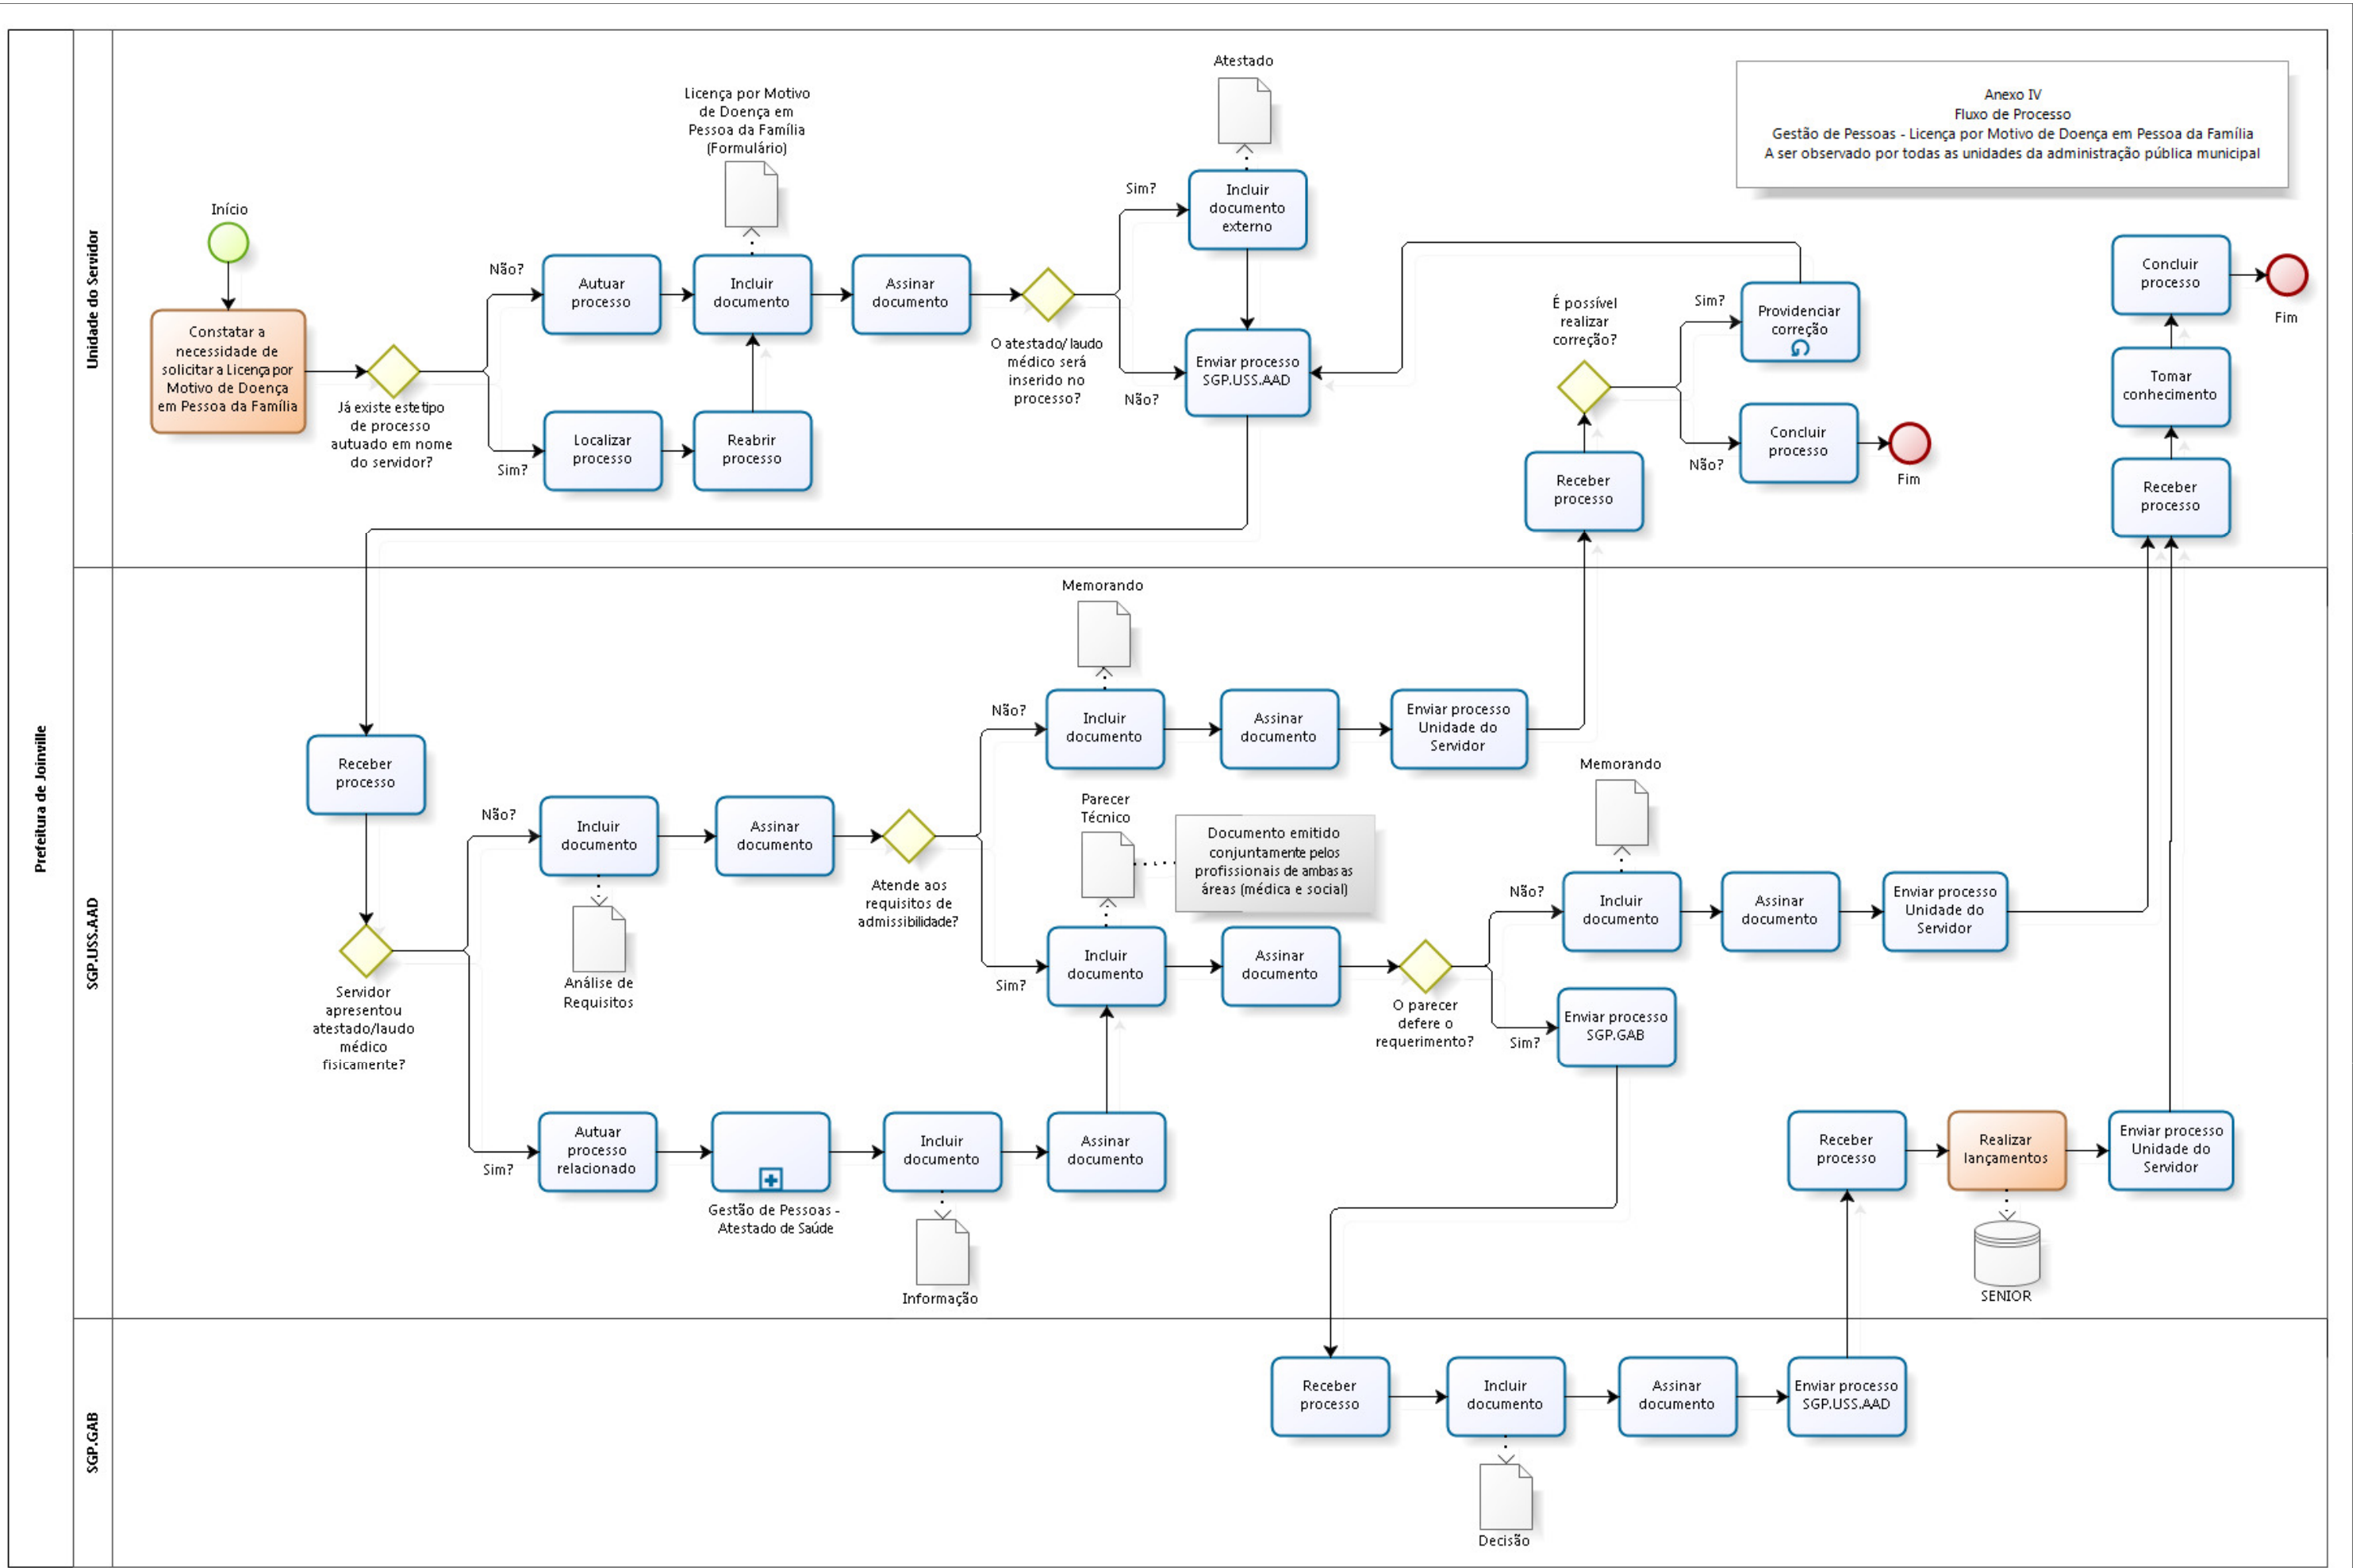 Anexo IV
Fluxo de Processo
Gestão de Pessoas - Licença por Motivo de Doença em Pessoa da Família
A ser observado por todas as unidades da administração pública municipal
Prefeitura de Joinville
Unidade do Servidor
Início
Constatar a
necessidade de
solicitar a Licença por
Motivo de Doença
em Pessoa da Família
Já existe este tipo
de processo
autuado em nome
do servidor?
Não?
Autuar
processo
Sim?
Localizar
processo
Reabrir
processo
Licença por Motivo
de Doença em
Pessoa da Família
(Formulário)
Incluir
documento
Assinar
documento
O atestado/laudo
médico será
inserido no
processo?
Sim?
Atestado
Incluir
documento
externo
Não?
Enviar processo
SGP.USS.AAD
Receber
processo
É possível
realizar
correção?
Sim?
Providenciar
correção
Não?
Concluir
processo
Fim
Concluir
processo
Fim
Tomar
conhecimento
Receber
processo
SGP.USS.AAD
Receber
processo
Servidor
apresentou
atestado/laudo
médico
fisicamente?
Não?
Incluir
documento
Análise de
Requisitos
Assinar
documento
Atende aos
requisitos de
admissibilidade?
Não?
Memorando
Incluir
documento
Assinar
documento
Enviar processo
Unidade do
Servidor
Sim?
Parecer
Técnico
Documento emitido
conjuntamente pelos
profissionais de ambas as
áreas (médica e social)
Incluir
documento
Assinar
documento
O parecer
defere o
requerimento?
Não?
Memorando
Incluir
documento
Assinar
documento
Enviar processo
Unidade do
Servidor
Sim?
Enviar processo
SGP.GAB
Sim?
Autuar
processo
relacionado
Gestão de Pessoas -
Atestado de Saúde
Incluir
documento
Informação
Assinar
documento
Receber
processo
Realizar
lançamentos
SENIOR
Enviar processo
Unidade do
Servidor
SGP.GAB
Receber
processo
Incluir
documento
Decisão
Assinar
documento
Enviar processo
SGP.USS.AAD